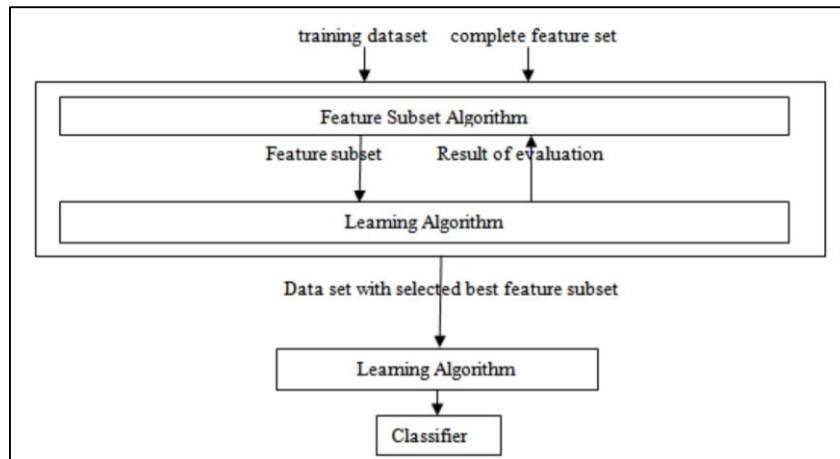 training dataset complete feature set
Feature Subset Algorithm
Feature subset Result of evaluation
Learning Algorithm
Data set with selected best feature subset
Learning Algorithm
Classifier